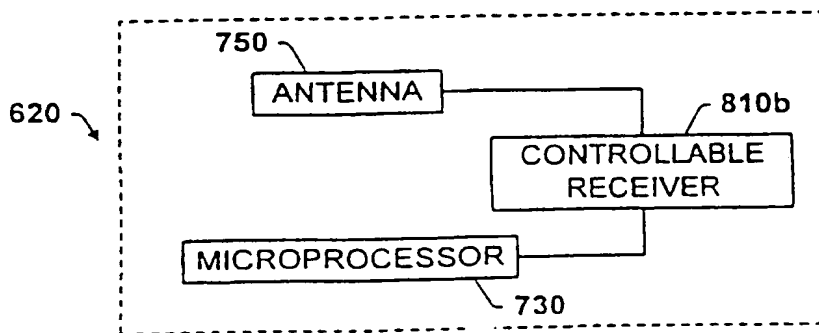 750
ANTENNA
620
810b
CONTROLLABLE
RECEIVER
MICROPROCESSOR
730